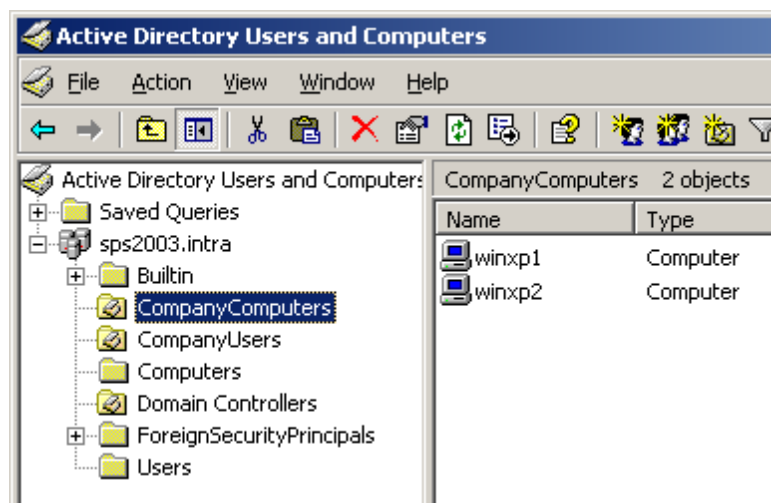 Active Directory Users and Computers
File Action View Window Help
Active Directory Users and Computers
Saved Queries
sps2003.intra
Builtin
CompanyComputers
CompanyUsers
Computers
Domain Controllers
ForeignSecurityPrincipals
Users
CompanyComputers 2 objects
Name Type
winxp1 Computer
winxp2 Computer